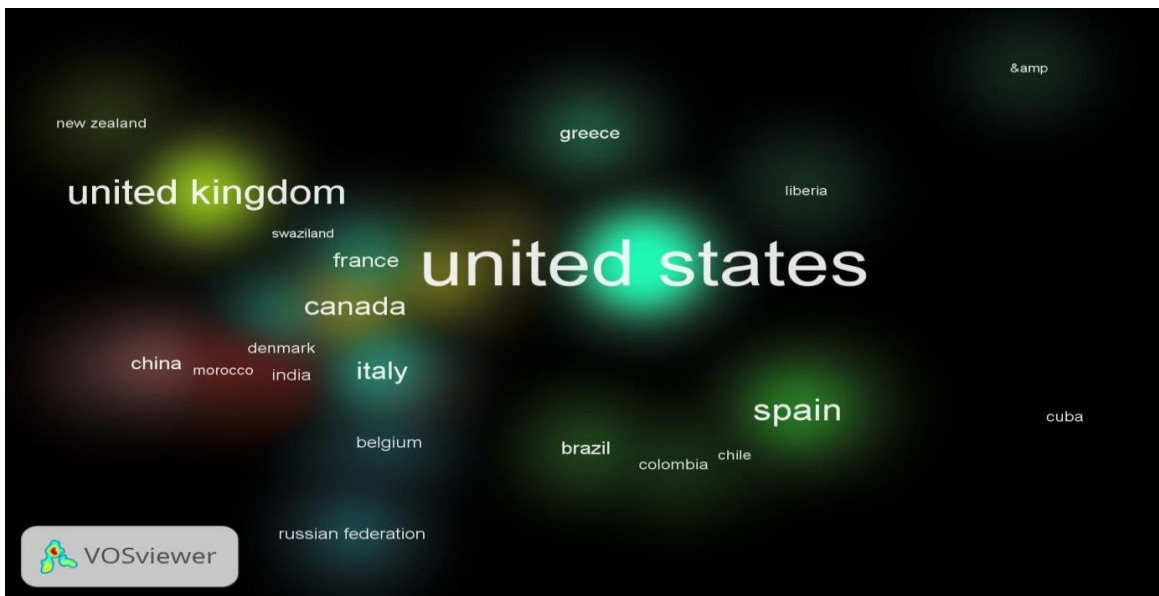 &amp
new zealand
greece
united kingdom
liberia
swaziland
france
united states
canada
denmark
china
morocco
india
italy
spain
cuba
belgium
brazil
chile
colombia
russian federation
VOSviewer